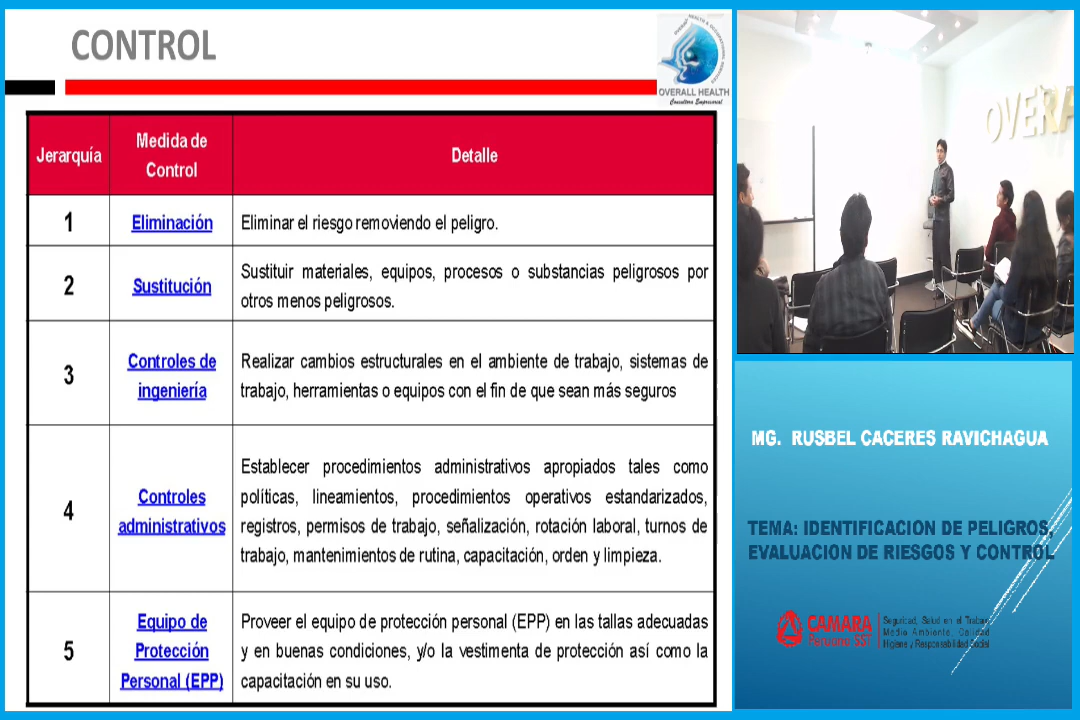 CONTROL
OVERALL HEALTH & OCCUPATIONAL SERVICES
OVERALL HEALTH
Consultora Empresarial
Jerarquía
Medida de
Control
Detalle
1
Eliminación
Eliminar el riesgo removiendo el peligro.
2
Sustitución
Sustituir materiales, equipos, procesos o substancias peligrosos por
otros menos peligrosos.
3
Controles de
ingeniería
Realizar cambios estructurales en el ambiente de trabajo, sistemas de
trabajo, herramientas o equipos con el fin de que sean más seguros
4
Controles
administrativos
Establecer procedimientos administrativos apropiados tales como
políticas, lineamientos, procedimientos operativos estandarizados,
registros, permisos de trabajo, señalización, rotación laboral, turnos de
trabajo, mantenimientos de rutina, capacitación, orden y limpieza.
5
Equipo de
Protección
Personal (EPP)
Proveer el equipo de protección personal (EPP) en las tallas adecuadas
y en buenas condiciones, y/o la vestimenta de protección así como la
capacitación en su uso.
OVERA
MG. RUSBEL CACERES RAVICHAGUA
TEMA: IDENTIFICACION DE PELIGROS,
EVALUACION DE RIESGOS Y CONTROL
CAMARA
Peruana SST
Seguridad, Salud en el Trabajo
Medio Ambiente, Calidad
Higiene y Responsabilidad Social